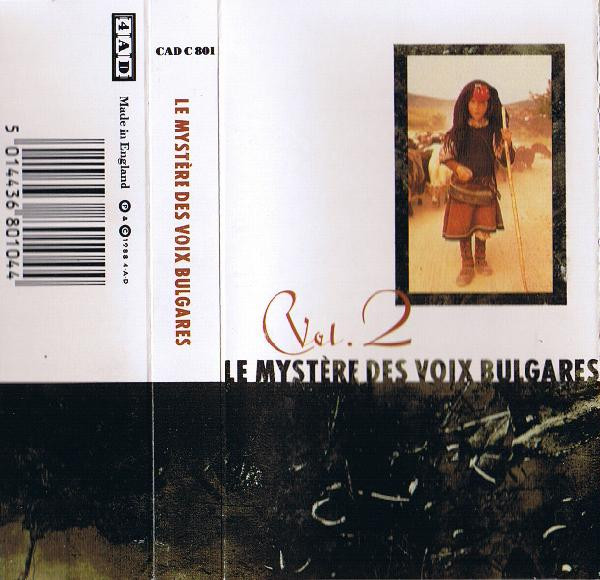 4AD
CAD C 801
Made in England
℗ & © 1988 4·A·D
5 014436 801044
LE MYSTÈRE DES VOIX BULGARES
Vol. 2
LE MYSTÈRE DES VOIX BULGARES